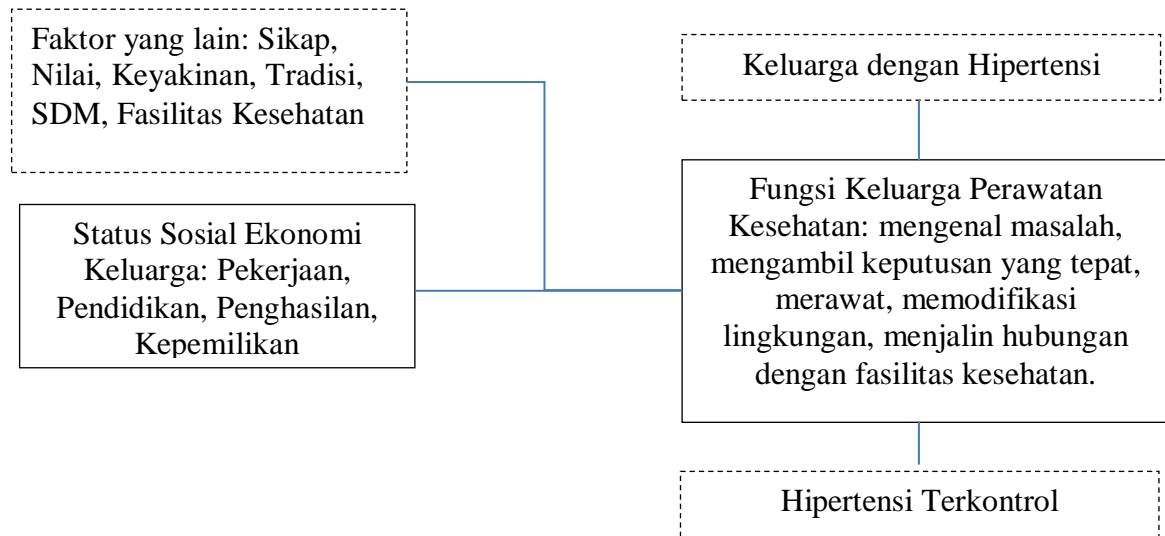 Faktor yang lain: Sikap,
Nilai, Keyakinan, Tradisi,
SDM, Fasilitas Kesehatan
Keluarga dengan Hipertensi
Status Sosial Ekonomi
Keluarga: Pekerjaan,
Pendidikan, Penghasilan,
Kepemilikan
Fungsi Keluarga Perawatan
Kesehatan: mengenal masalah,
mengambil keputusan yang tepat,
merawat, memodifikasi
lingkungan, menjalin hubungan
dengan fasilitas kesehatan.
Hipertensi Terkontrol